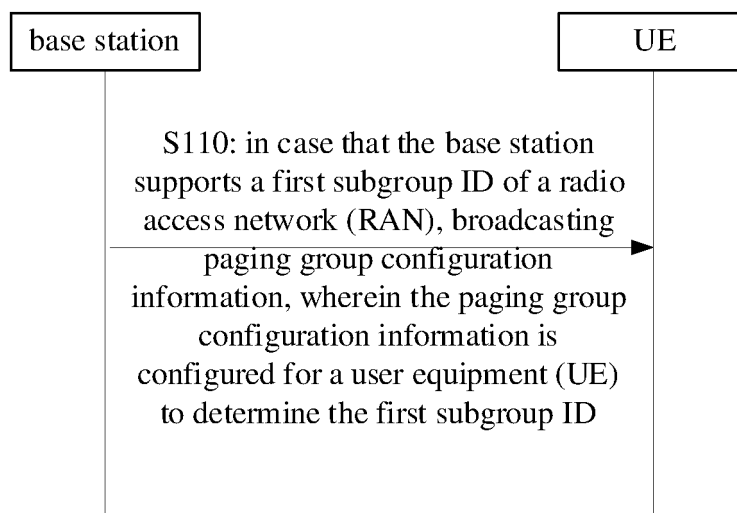 base station
UE
S110: in case that the base station
supports a first subgroup ID of a radio
access network (RAN), broadcasting
paging group configuration
information, wherein the paging group
configuration information is
configured for a user equipment (UE)
to determine the first subgroup ID